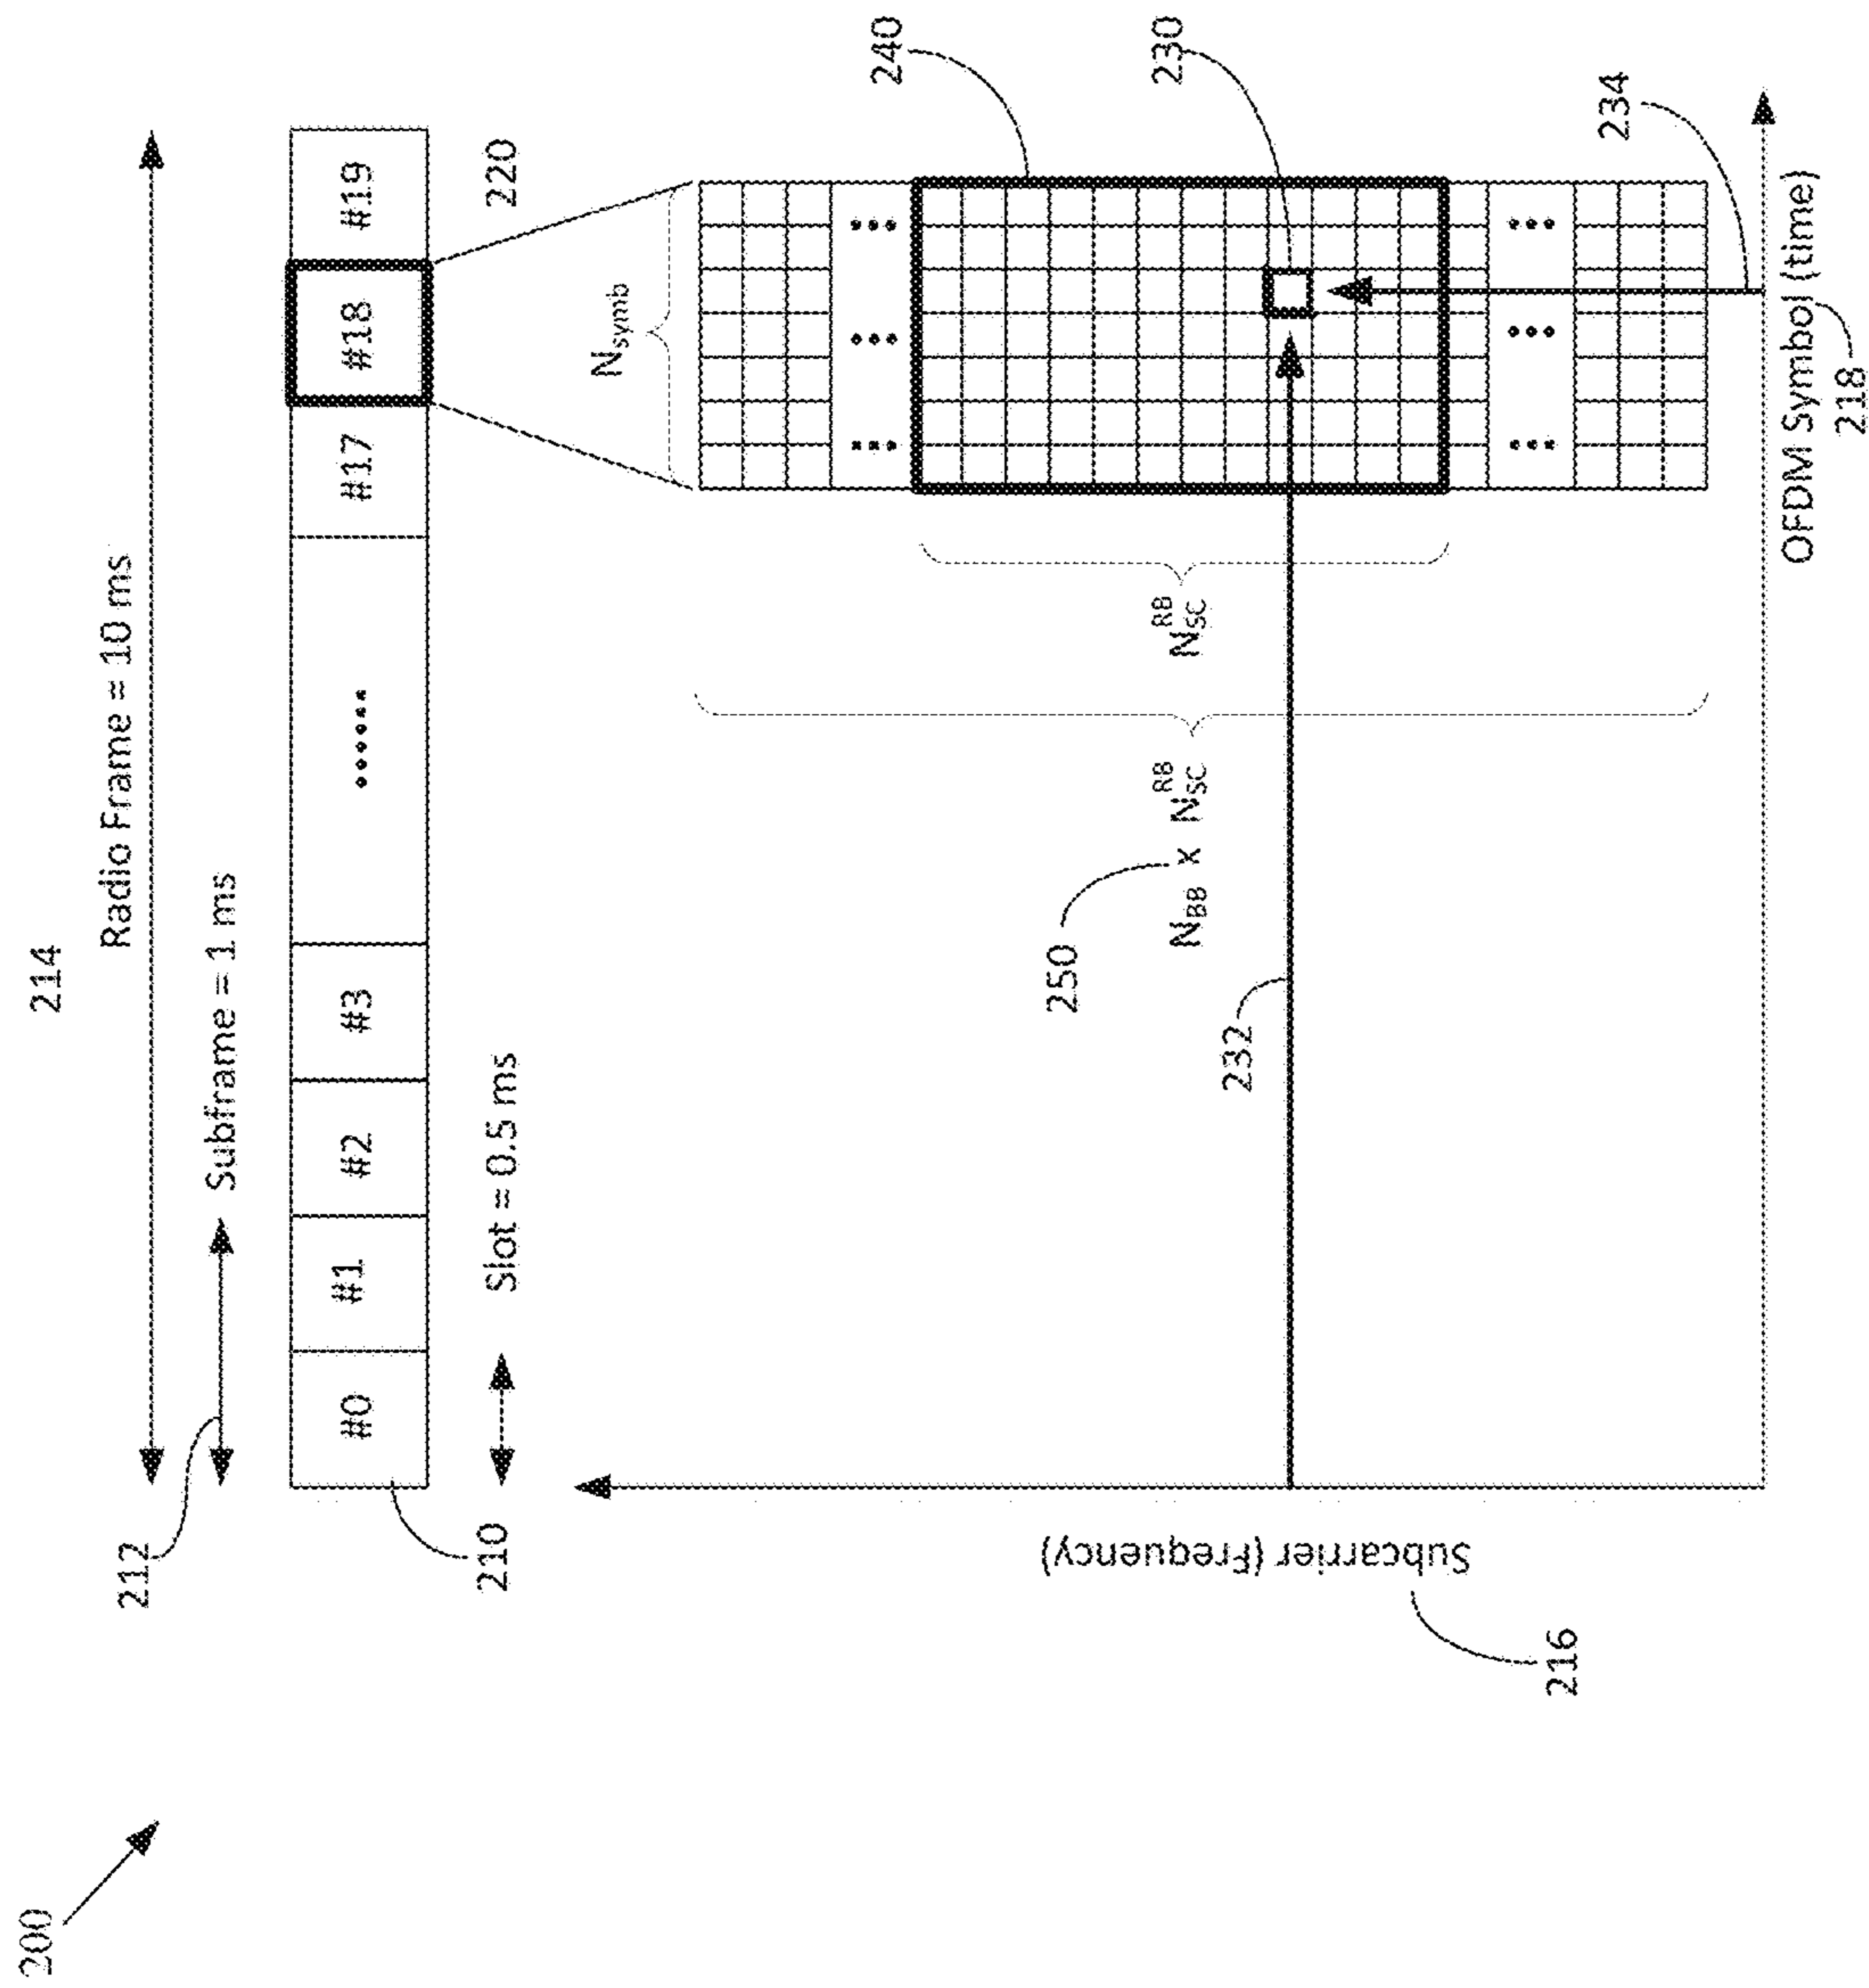 200
214
Radio Frame = 10 ms
212
Subframe = 1 ms
#0 #1 #2 #3 ...... #17 #18 #19
210
Slot = 0.5 ms
220
N_symb
240
230
... ... ...
250
N_BB x N_SC^RB
N_SC^RB
232
... ... ...
234
Subcarrier (Frequency)
216
OFDM Symbol (time)
218